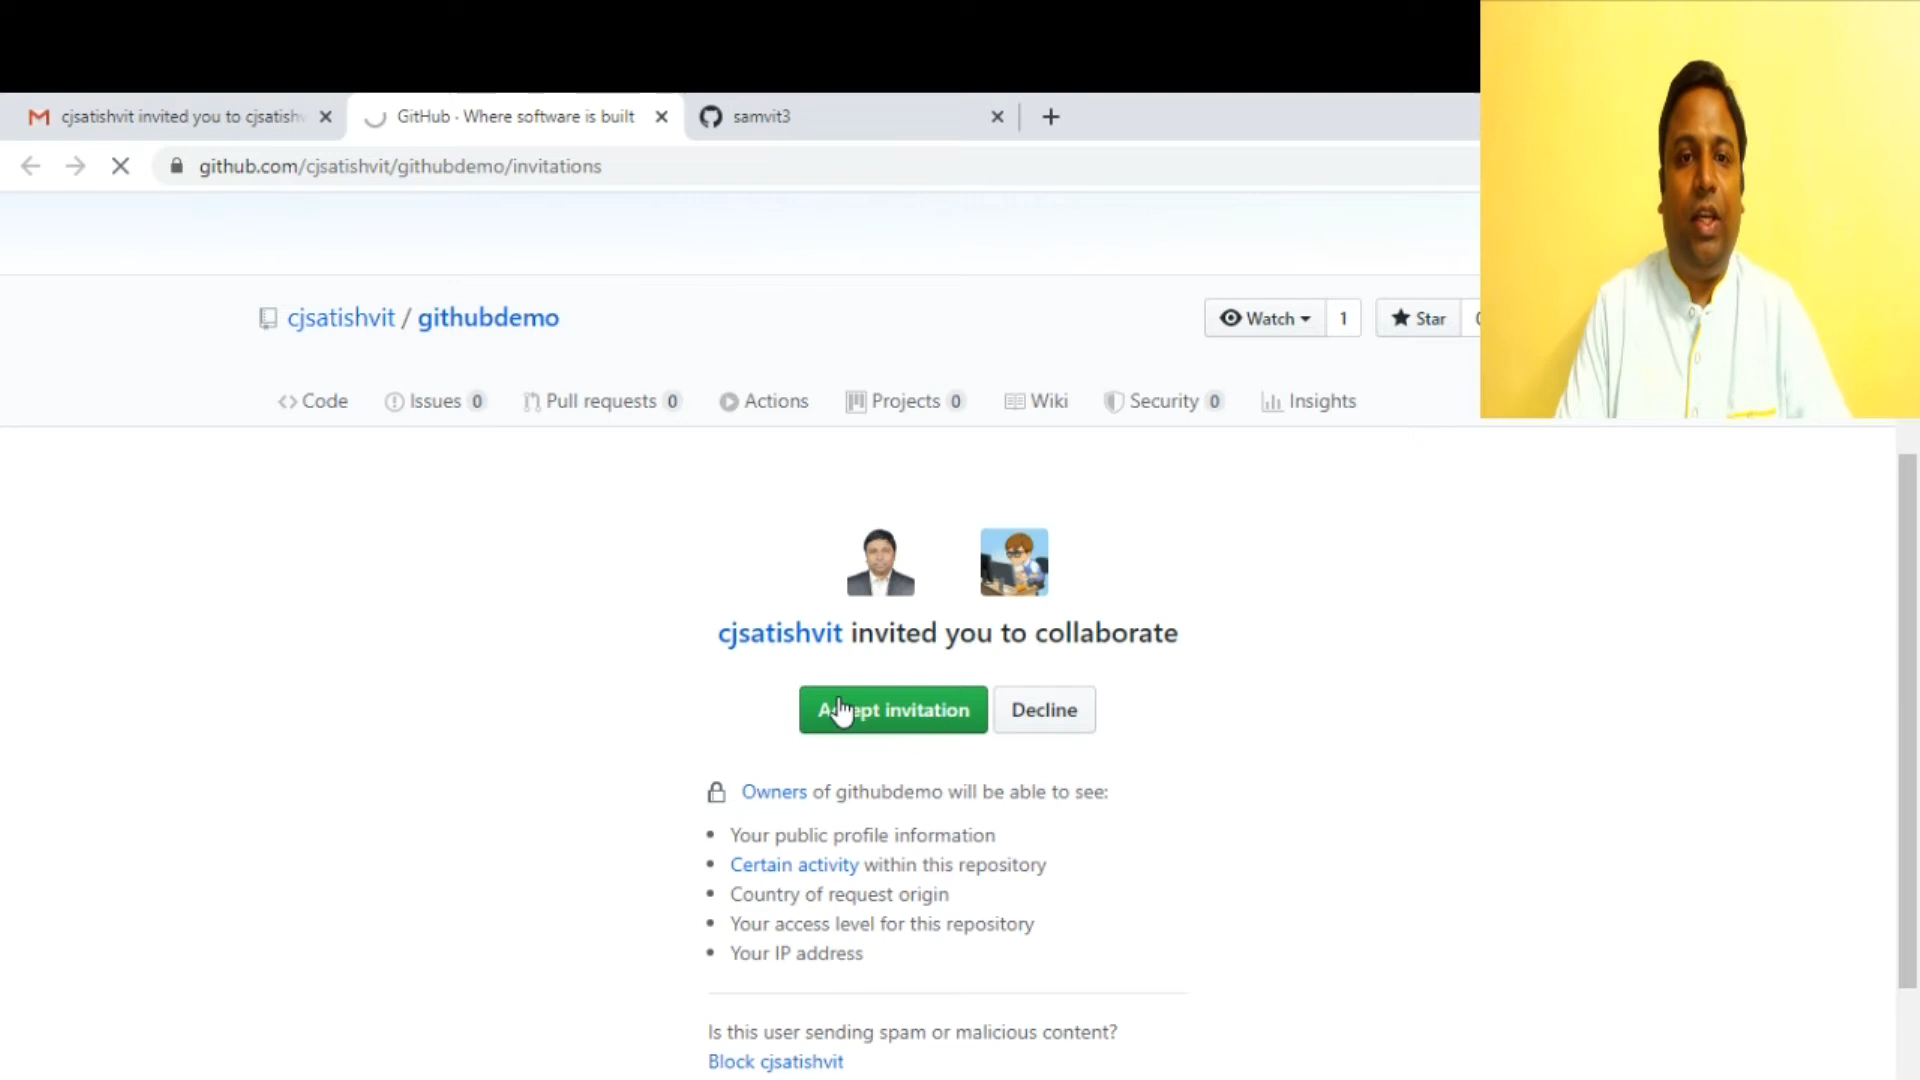 cjsatishvit invited you to cjsatish
GitHub · Where software is built
samvit3
github.com/cjsatishvit/githubdemo/invitations
cjsatishvit / githubdemo
Watch 1
Star
Code
Issues 0
Pull requests 0
Actions
Projects 0
Wiki
Security 0
Insights
cjsatishvit invited you to collaborate
Accept invitation
Decline
Owners of githubdemo will be able to see:
• Your public profile information
• Certain activity within this repository
• Country of request origin
• Your access level for this repository
• Your IP address
Is this user sending spam or malicious content?
Block cjsatishvit